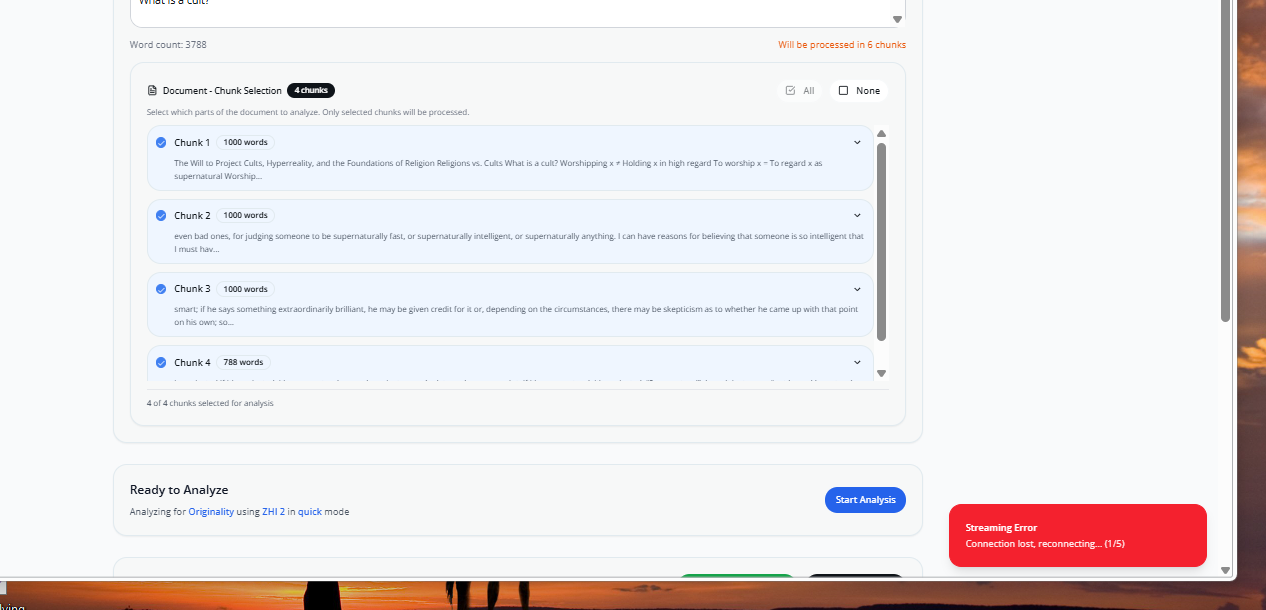 What is a cult?
Word count: 3788
Will be processed in 6 chunks
Document - Chunk Selection 4 chunks
All
None
Select which parts of the document to analyze. Only selected chunks will be processed.
Chunk 1 1000 words
The Will to Project Cults, Hyperreality, and the Foundations of Religion Religions vs. Cults What is a cult? Worshipping x ≠ Holding x in high regard To worship x = To regard x as
supernatural Worship...
Chunk 2 1000 words
even bad ones, for judging someone to be supernaturally fast, or supernaturally intelligent, or supernaturally anything. I can have reasons for believing that someone is so intelligent that
I must hav...
Chunk 3 1000 words
smart; if he says something extraordinarily brilliant, he may be given credit for it or, depending on the circumstances, there may be skepticism as to whether he came up with that point
on his own; so...
Chunk 4 788 words
4 of 4 chunks selected for analysis
Ready to Analyze
Analyzing for Originality using ZHI 2 in quick mode
Start Analysis
Streaming Error
Connection lost, reconnecting... (1/5)